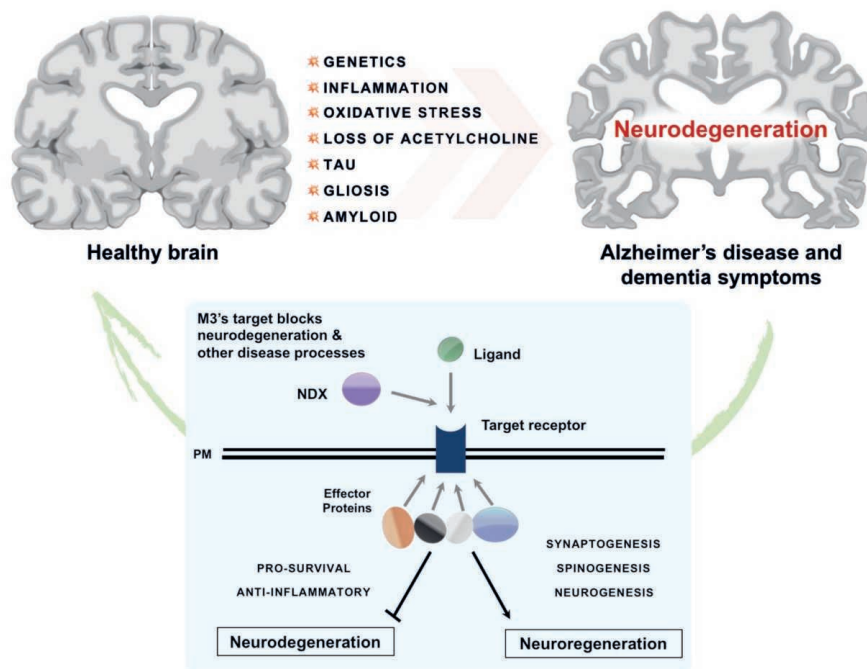 GENETICS
INFLAMMATION
OXIDATIVE STRESS
LOSS OF ACETYLCHOLINE
TAU
GLIOSIS
AMYLOID
Neurodegeneration
Healthy brain
Alzheimer's disease and
dementia symptoms
M3's target blocks
neurodegeneration &
other disease processes
Ligand
NDX
Target receptor
PM
Effector
Proteins
PRO-SURVIVAL
ANTI-INFLAMMATORY
SYNAPTOGENESIS
SPINOGENESIS
NEUROGENESIS
Neurodegeneration
Neuroregeneration